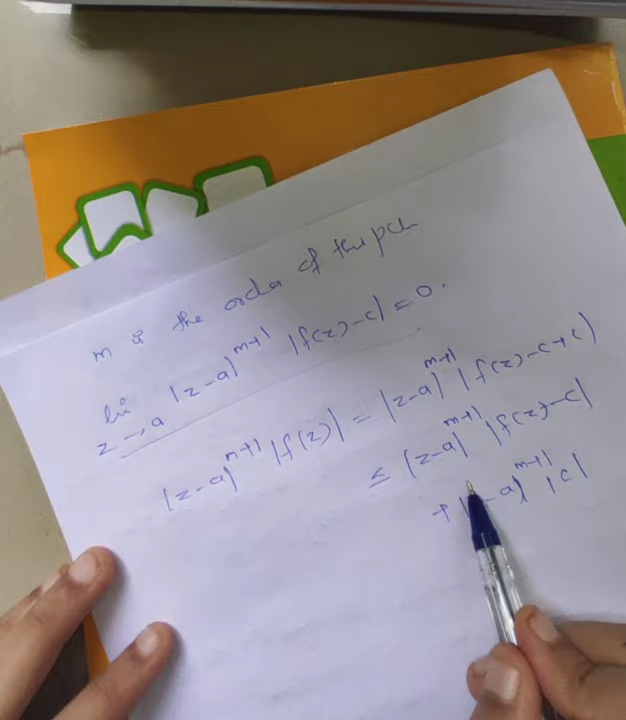 m is the order of the pole
lim z→a |z-a|^{m+1} |f(z)-c| = 0.
|z-a|^{m+1} |f(z)| = |z-a|^{m+1} |f(z)-c+c|
≤ |z-a|^{m+1} |f(z)-c|
+ |z-a|^{m+1} |c|